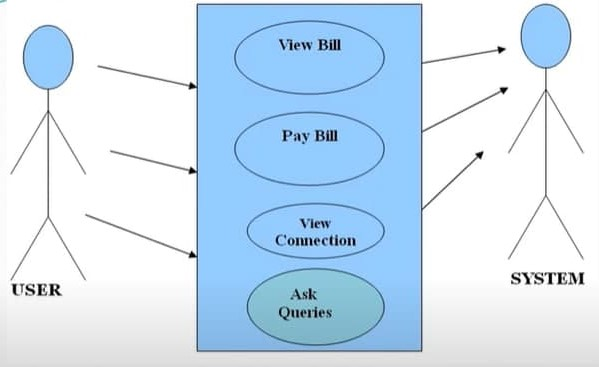 View Bill
Pay Bill
View
Connection
Ask
Queries
USER
SYSTEM